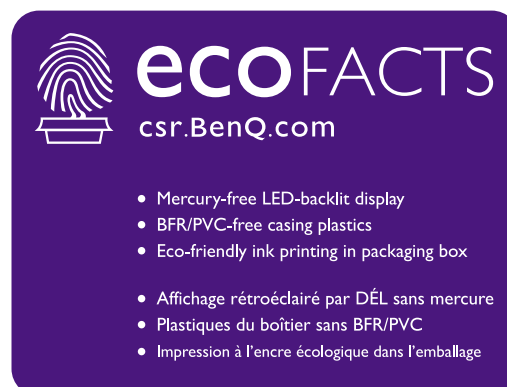 ecoFACTS
csr.BenQ.com
• Mercury-free LED-backlit display
• BFR/PVC-free casing plastics
• Eco-friendly ink printing in packaging box
• Affichage rétroéclairé par DÉL sans mercure
• Plastiques du boîtier sans BFR/PVC
• Impression à l'encre écologique dans l'emballage